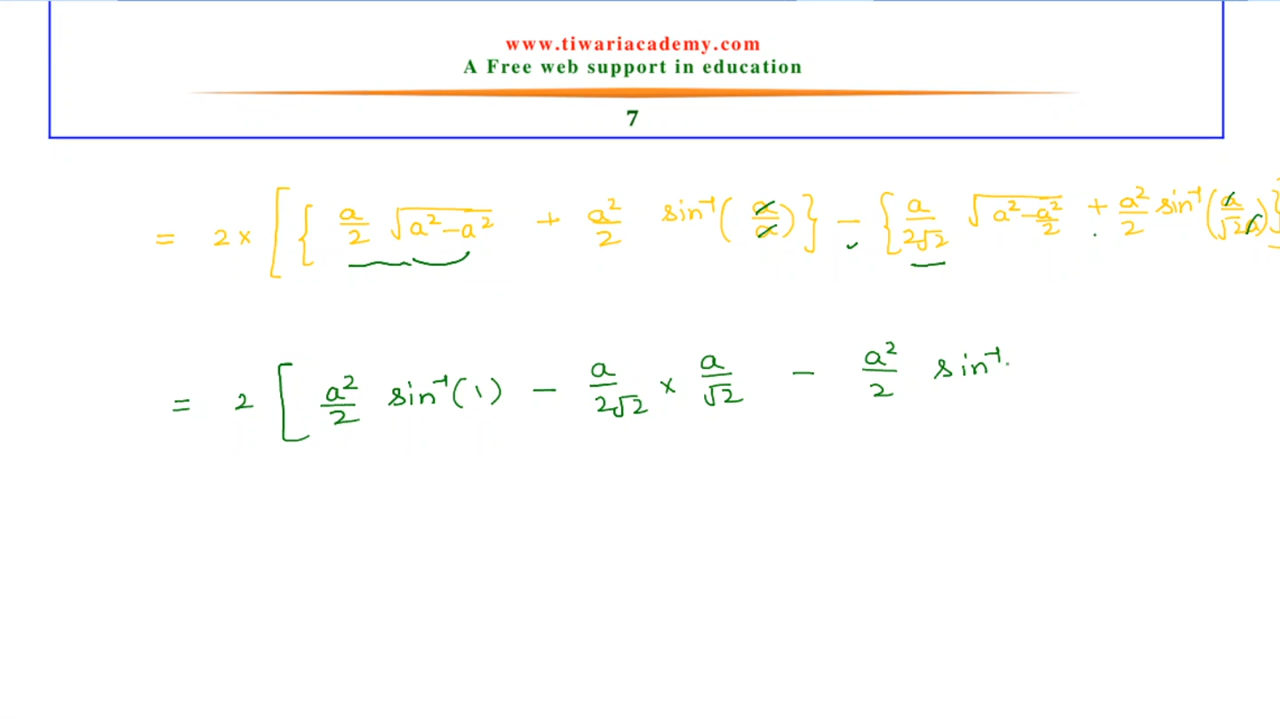 www.tiwariacademy.com
A Free web support in education
7
= 2 × [ { a/2 √(a² − a²) + a²/2 sin⁻¹(a/a) } − { a/2√2 √(a² − a²/2) + a²/2 sin⁻¹(a/√2a) }
= 2 [ a²/2 sin⁻¹(1) − a/2√2 × a/√2 − a²/2 sin⁻¹